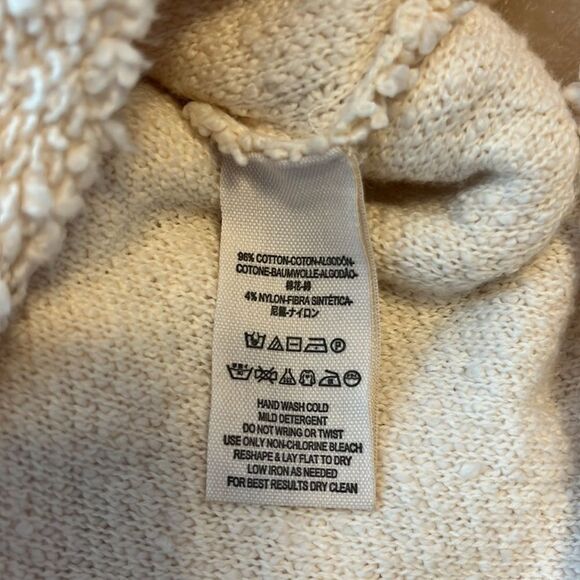 96% COTTON-COTON-ALGODÓN-
COTONE-BAUMWOLLE-ALGODÃO-
棉花-綿
4% NYLON-FIBRA SINTÉTICA-
尼龍-ナイロン
HAND WASH COLD
MILD DETERGENT
DO NOT WRING OR TWIST
USE ONLY NON-CHLORINE BLEACH
RESHAPE & LAY FLAT TO DRY
LOW IRON AS NEEDED
FOR BEST RESULTS DRY CLEAN